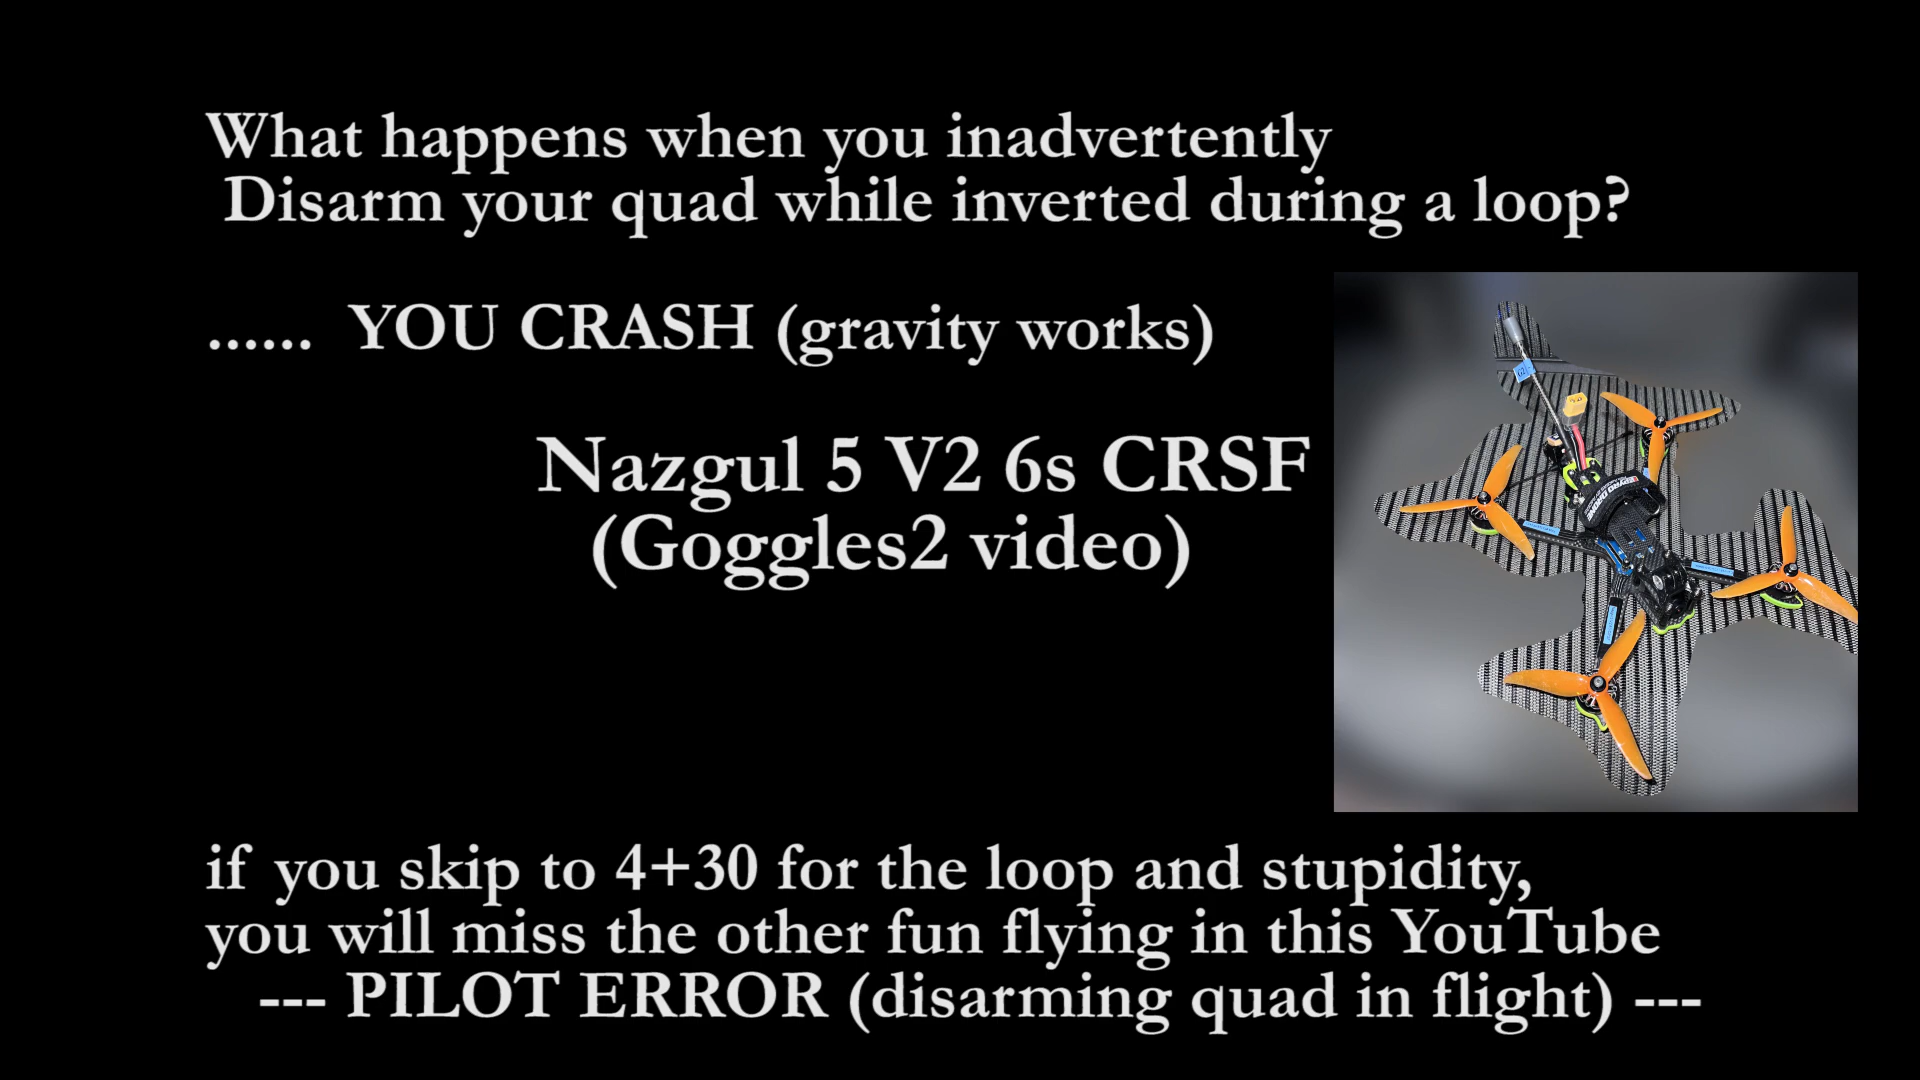 What happens when you inadvertently
Disarm your quad while inverted during a loop?
...... YOU CRASH (gravity works)
Nazgul 5 V2 6s CRSF
(Goggles2 video)
if you skip to 4+30 for the loop and stupidity,
you will miss the other fun flying in this YouTube
--- PILOT ERROR (disarming quad in flight) ---